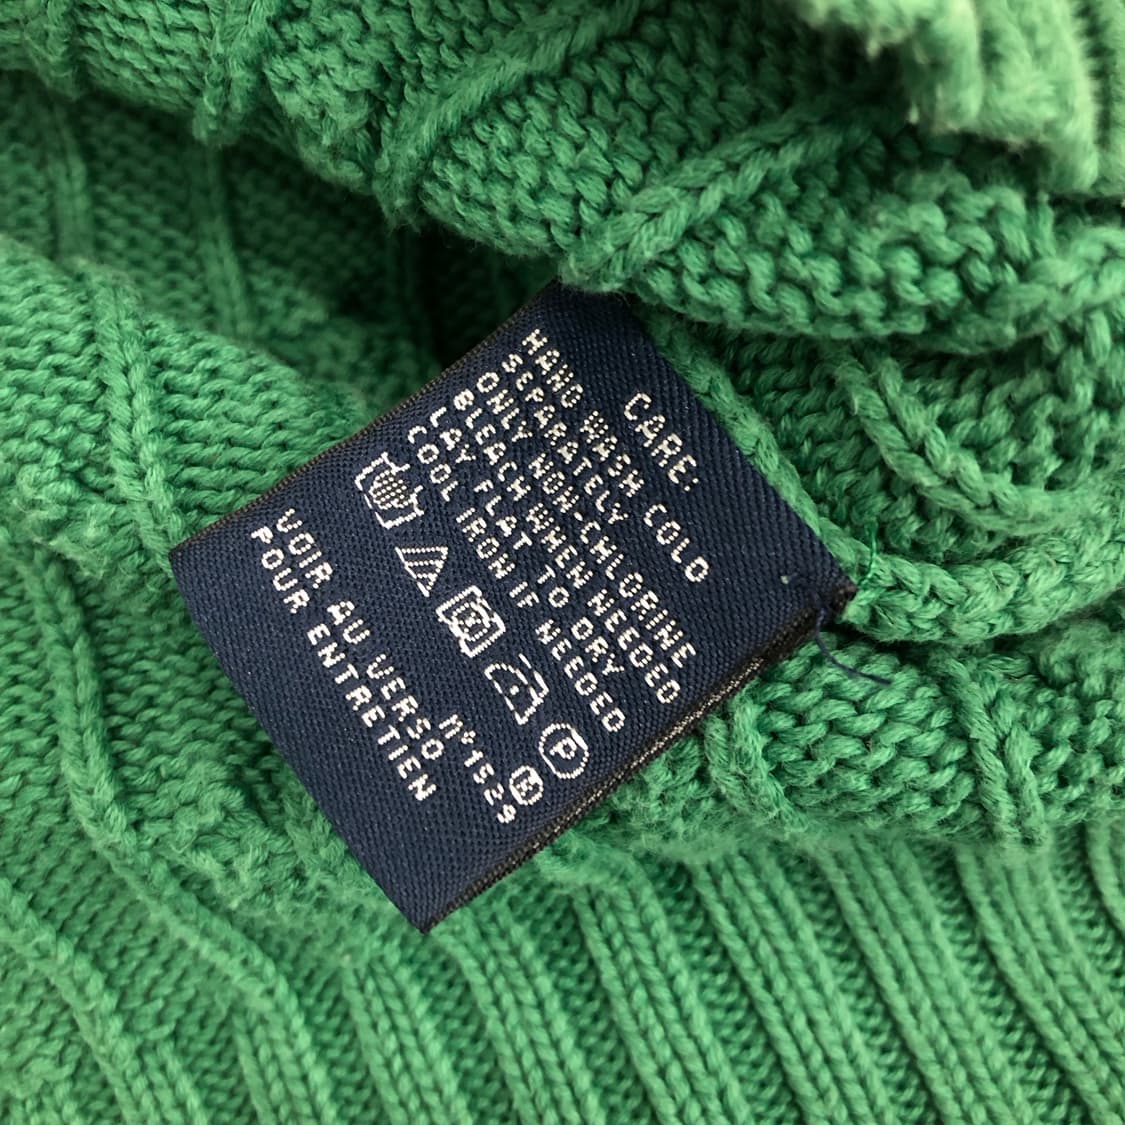 CARE:
HAND WASH COLD
SEPARATELY
ONLY NON-CHLORINE
BLEACH WHEN NEEDED
LAY FLAT TO DRY
COOL IRON IF NEEDED
P
E
N°1529
VOIR AU VERSO
POUR ENTRETIEN